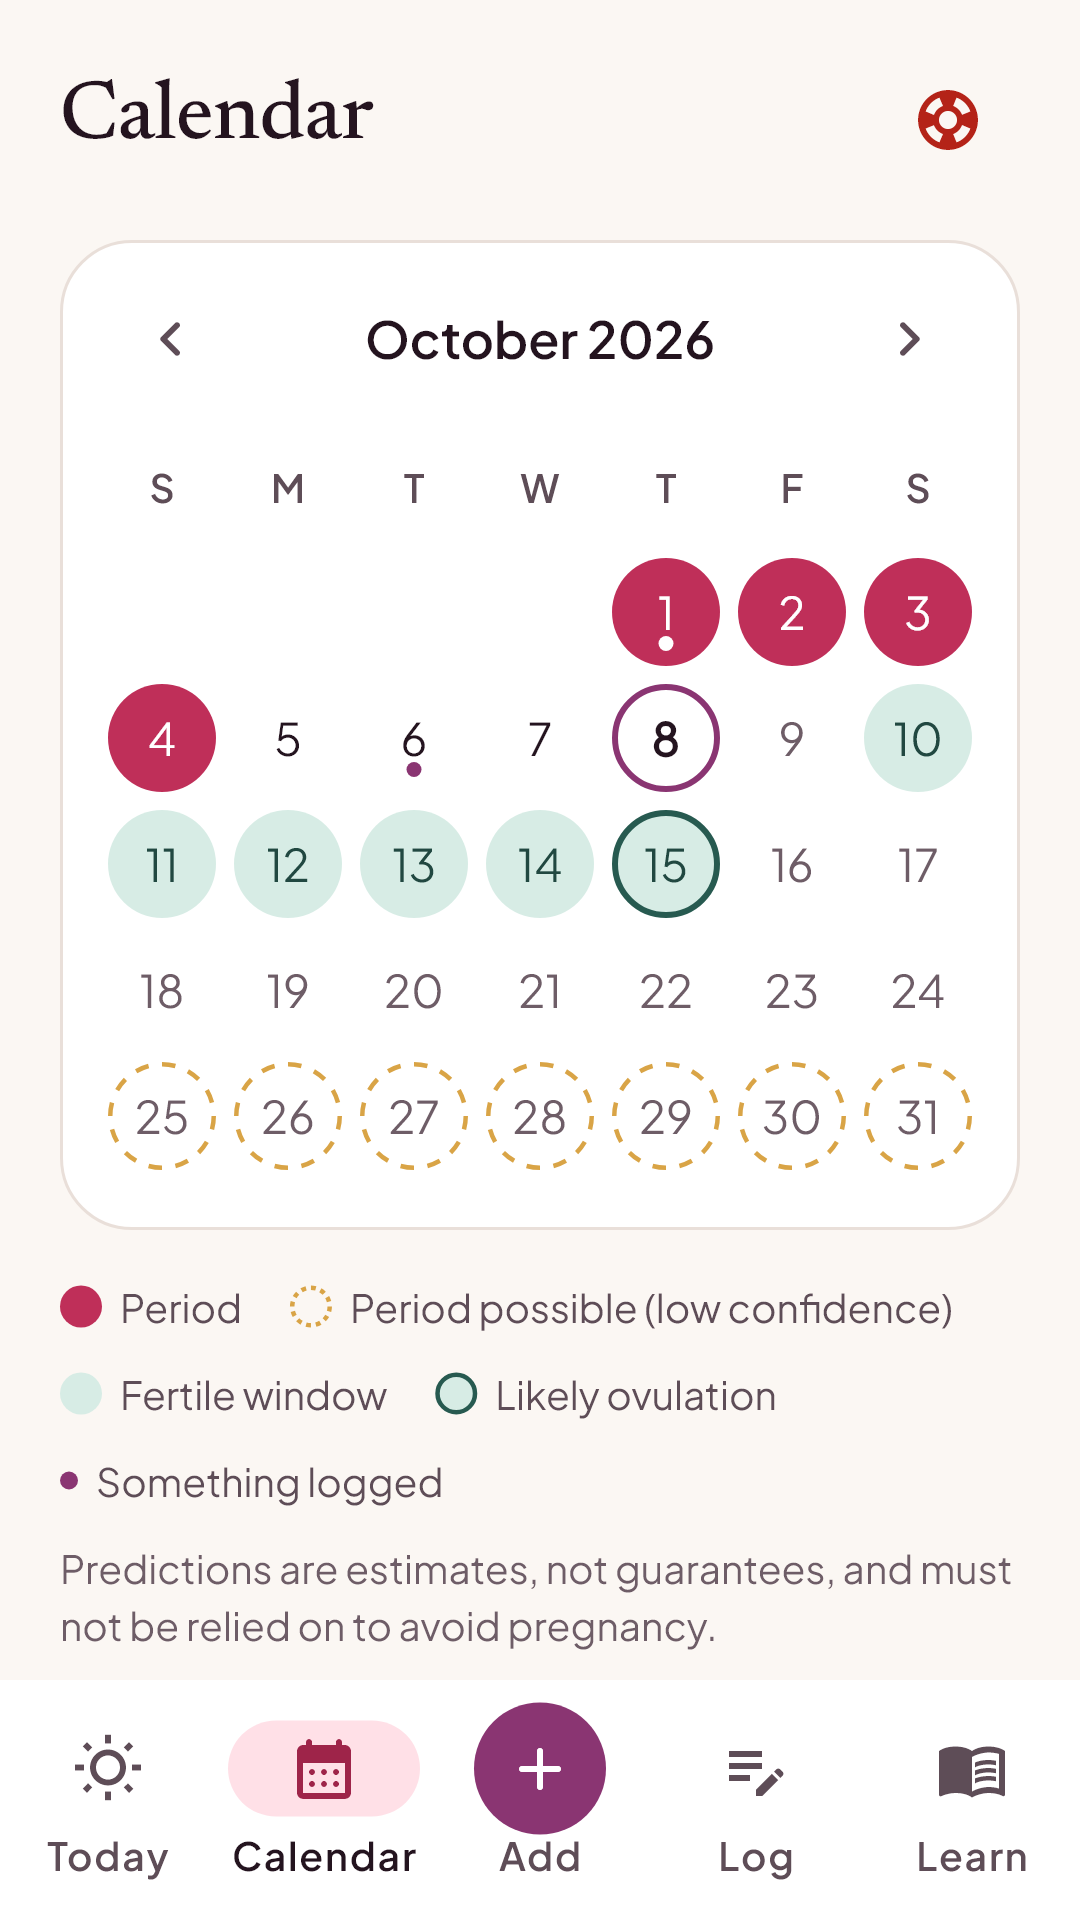 Calendar
October 2026
S M T W T F S
1 2 3
4 5 6 7 8 9 10
11 12 13 14 15 16 17
18 19 20 21 22 23 24
25 26 27 28 29 30 31
Period Period possible (low confidence)
Fertile window Likely ovulation
Something logged
Predictions are estimates, not guarantees, and must
not be relied on to avoid pregnancy.
Today Calendar Add Log Learn